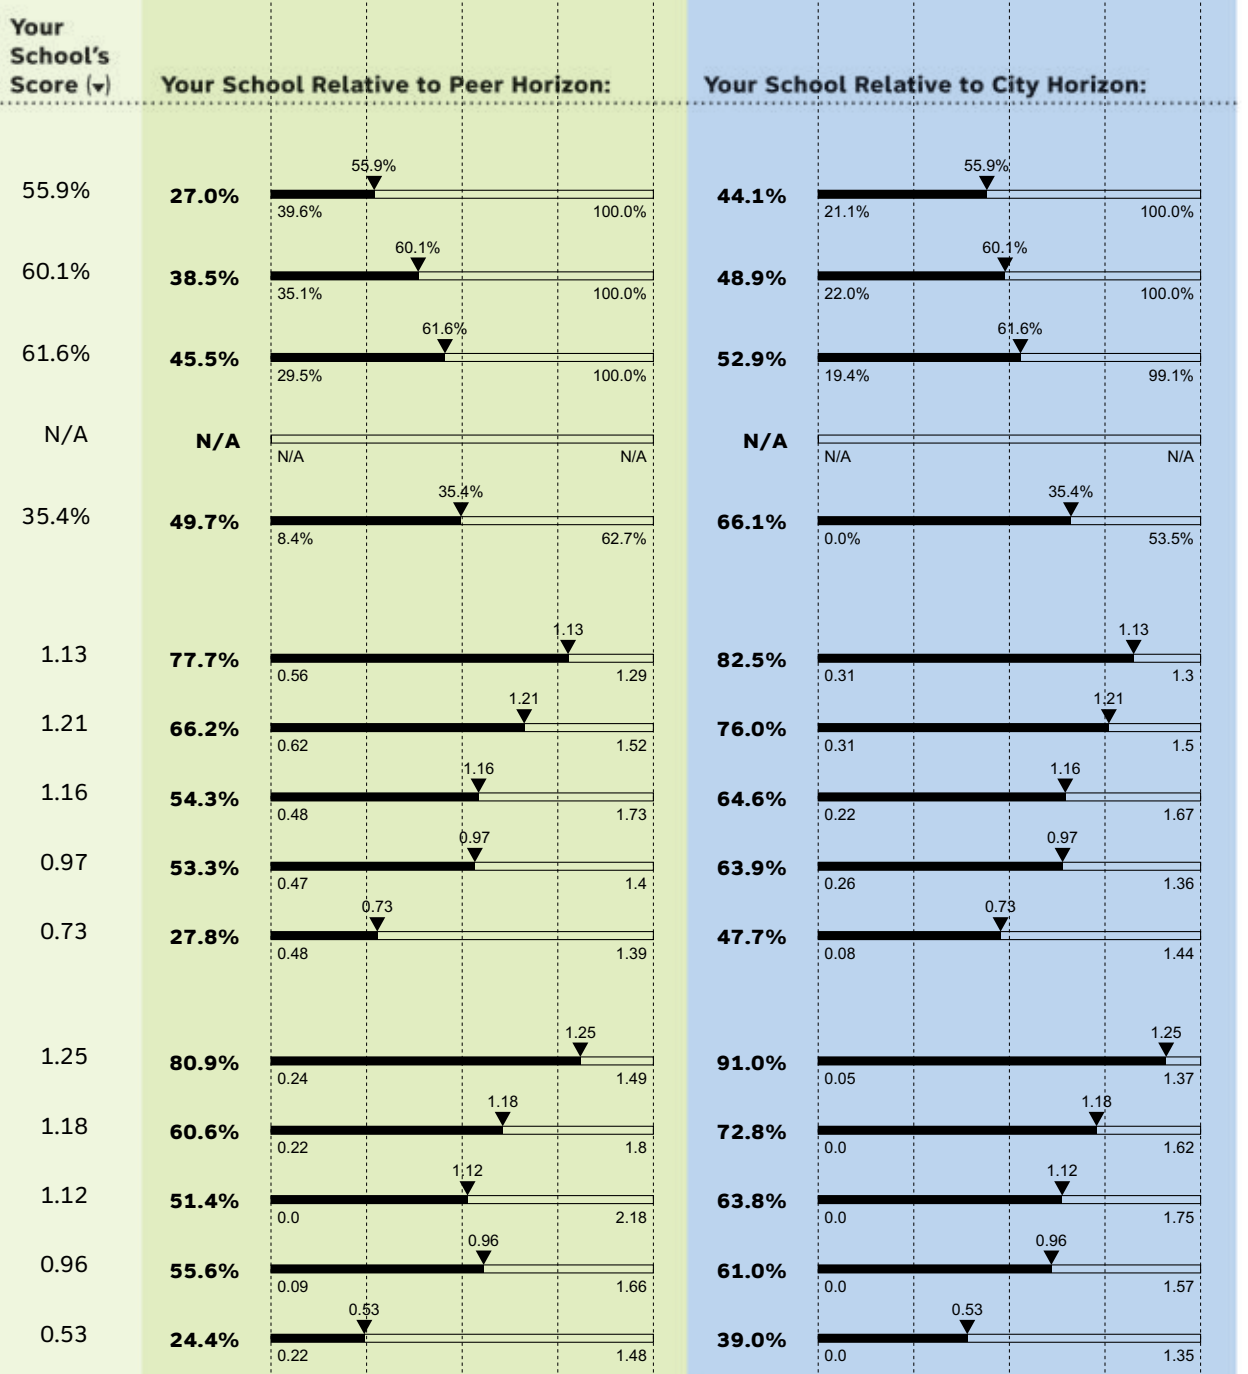 Your
School's
Score (▾) Your School Relative to Peer Horizon: Your School Relative to City Horizon:
55.9% 55.9%
55.9% 27.0% 44.1%
39.6% 100.0% 21.1% 100.0%
60.1% 60.1%
60.1% 38.5% 48.9%
35.1% 100.0% 22.0% 100.0%
61.6% 61.6%
61.6% 45.5% 52.9%
29.5% 100.0% 19.4% 99.1%
N/A N/A N/A
N/A N/A N/A N/A
35.4% 35.4%
35.4% 49.7% 66.1%
8.4% 62.7% 0.0% 53.5%
1.13 1.13
1.13 77.7% 82.5%
0.56 1.29 0.31 1.3
1.21 1.21
1.21 66.2% 76.0%
0.62 1.52 0.31 1.5
1.16 1.16
1.16 54.3% 64.6%
0.48 1.73 0.22 1.67
0.97 0.97
0.97 53.3% 63.9%
0.47 1.4 0.26 1.36
0.73 0.73
0.73 27.8% 47.7%
0.48 1.39 0.08 1.44
1.25 1.25
1.25 80.9% 91.0%
0.24 1.49 0.05 1.37
1.18 1.18
1.18 60.6% 72.8%
0.22 1.8 0.0 1.62
1.12 1.12
1.12 51.4% 63.8%
0.0 2.18 0.0 1.75
0.96 0.96
0.96 55.6% 61.0%
0.09 1.66 0.0 1.57
0.53 0.53
0.53 24.4% 39.0%
0.22 1.48 0.0 1.35